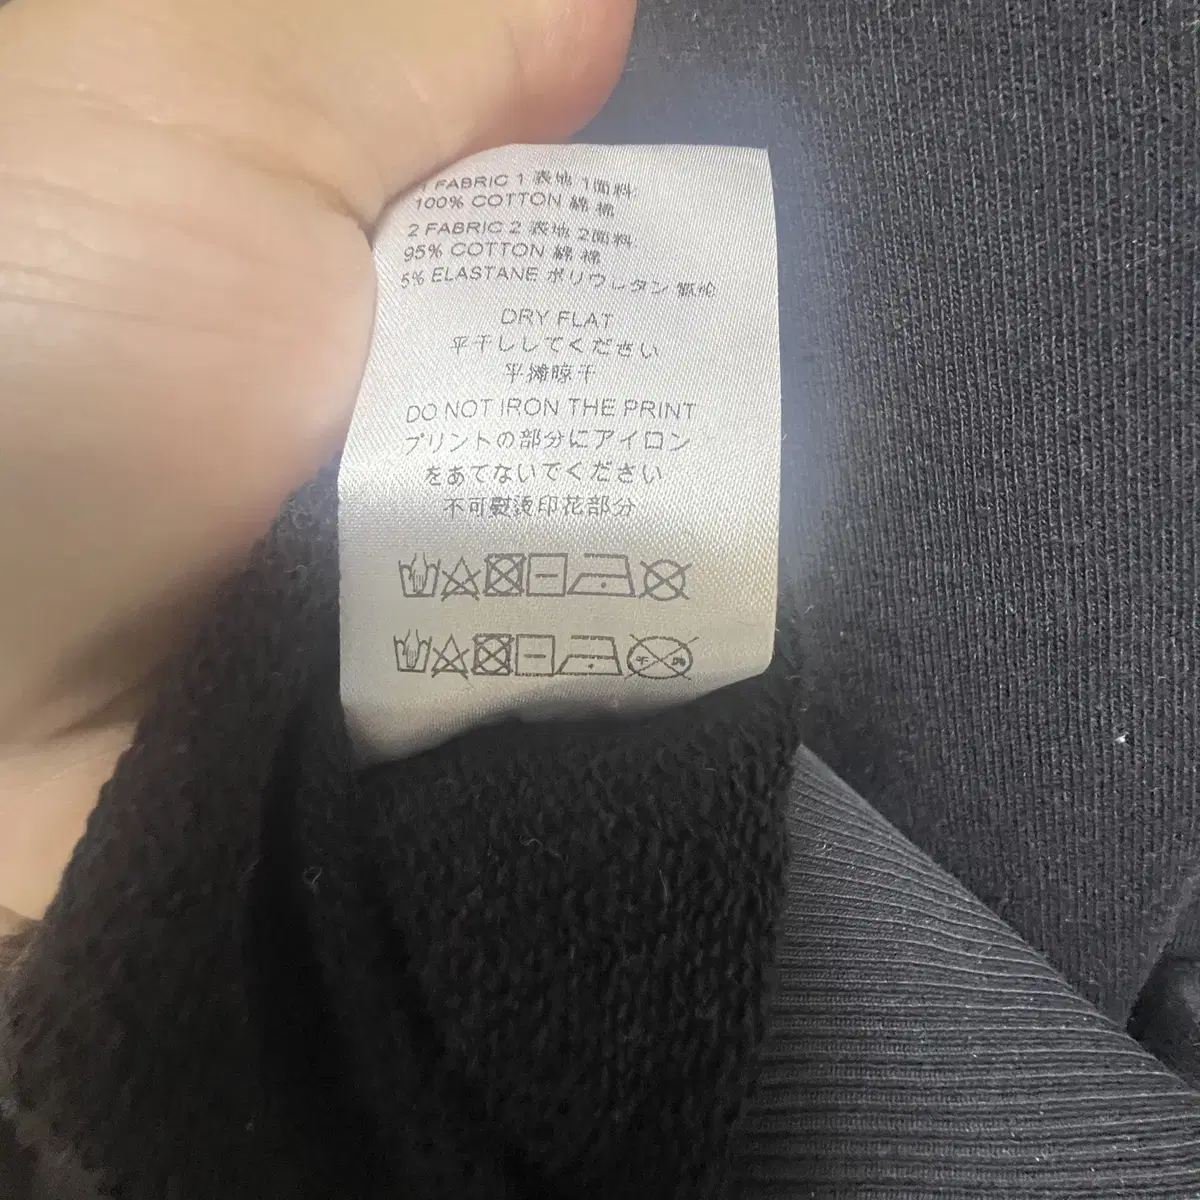 1 FABRIC 1 表地 1面料:
100% COTTON 綿 棉
2 FABRIC 2 表地 2面料:
95% COTTON 綿 棉
5% ELASTANE ポリウレタン 氨纶
DRY FLAT
平干ししてください
平摊晾干
DO NOT IRON THE PRINT
プリントの部分にアイロン
をあてないでください
不可熨烫印花部分